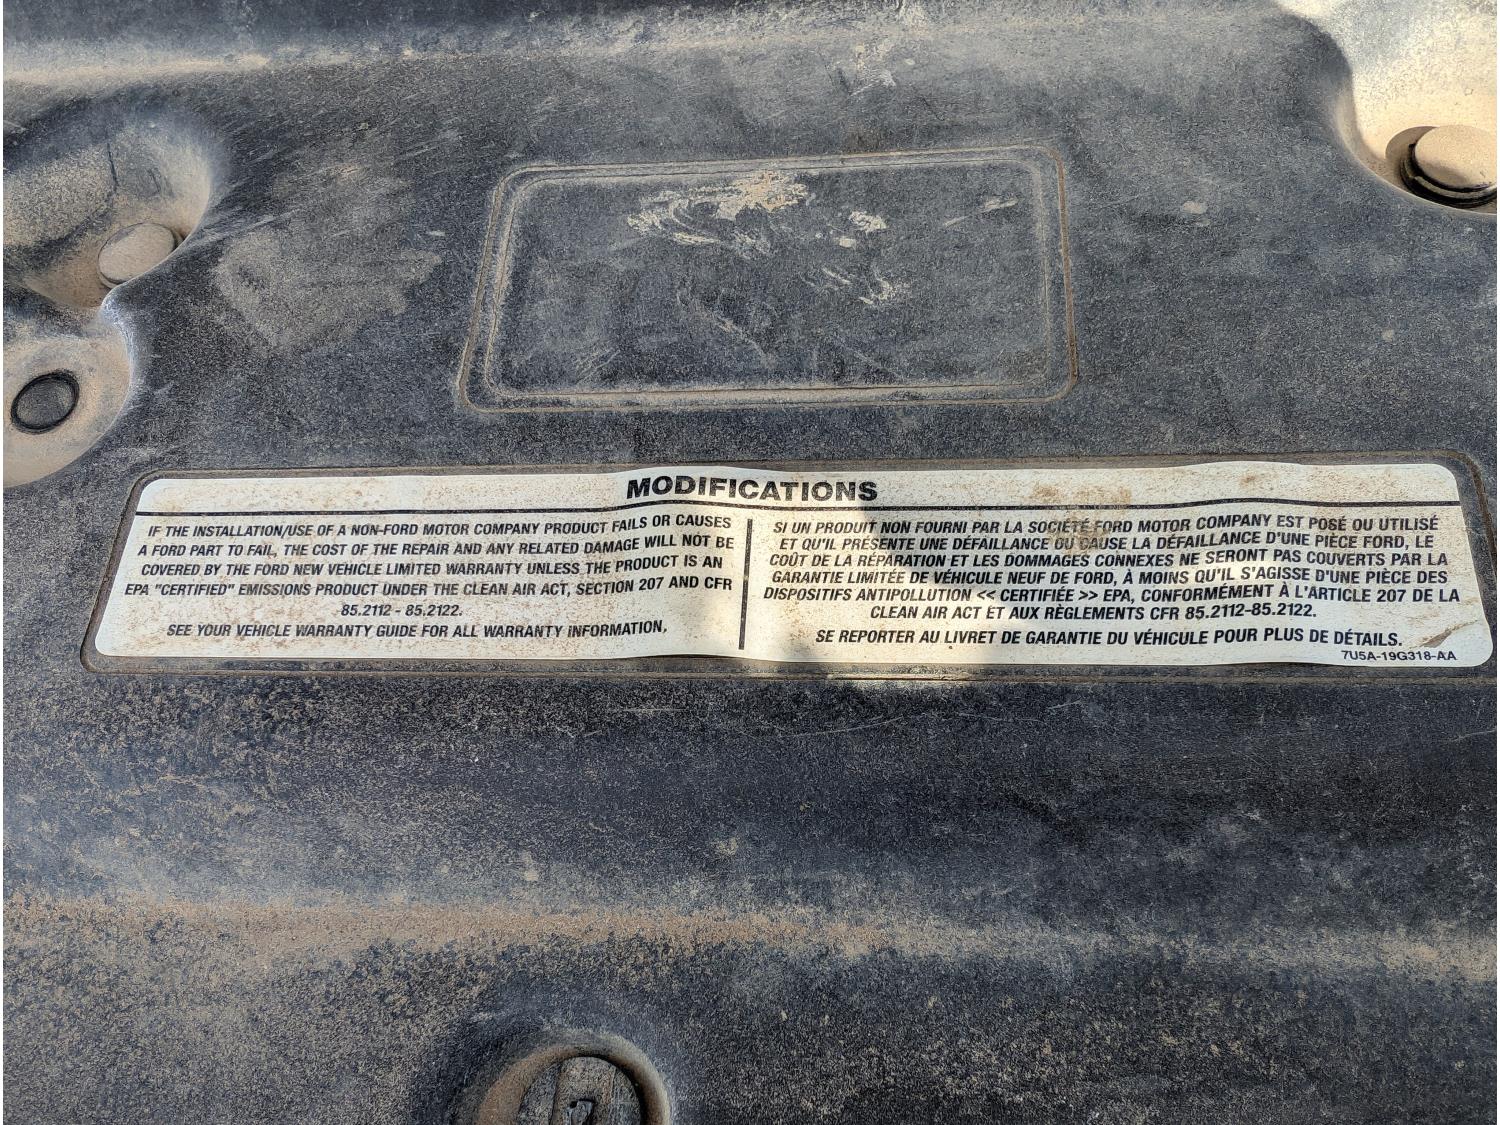 MODIFICATIONS
IF THE INSTALLATION/USE OF A NON-FORD MOTOR COMPANY PRODUCT FAILS OR CAUSES
A FORD PART TO FAIL, THE COST OF THE REPAIR AND ANY RELATED DAMAGE WILL NOT BE
COVERED BY THE FORD NEW VEHICLE LIMITED WARRANTY UNLESS THE PRODUCT IS AN
EPA "CERTIFIED" EMISSIONS PRODUCT UNDER THE CLEAN AIR ACT, SECTION 207 AND CFR
85.2112 - 85.2122.
SEE YOUR VEHICLE WARRANTY GUIDE FOR ALL WARRANTY INFORMATION.
SI UN PRODUIT NON FOURNI PAR LA SOCIÉTÉ FORD MOTOR COMPANY EST POSÉ OU UTILISÉ
ET QU'IL PRÉSENTE UNE DÉFAILLANCE OU CAUSE LA DÉFAILLANCE D'UNE PIÈCE FORD, LE
COÛT DE LA RÉPARATION ET LES DOMMAGES CONNEXES NE SERONT PAS COUVERTS PAR LA
GARANTIE LIMITÉE DE VÉHICULE NEUF DE FORD, À MOINS QU'IL S'AGISSE D'UNE PIÈCE DES
DISPOSITIFS ANTIPOLLUTION << CERTIFIÉE >> EPA, CONFORMÉMENT À L'ARTICLE 207 DE LA
CLEAN AIR ACT ET AUX RÈGLEMENTS CFR 85.2112-85.2122.
SE REPORTER AU LIVRET DE GARANTIE DU VÉHICULE POUR PLUS DE DÉTAILS.
7U5A-19G318-AA